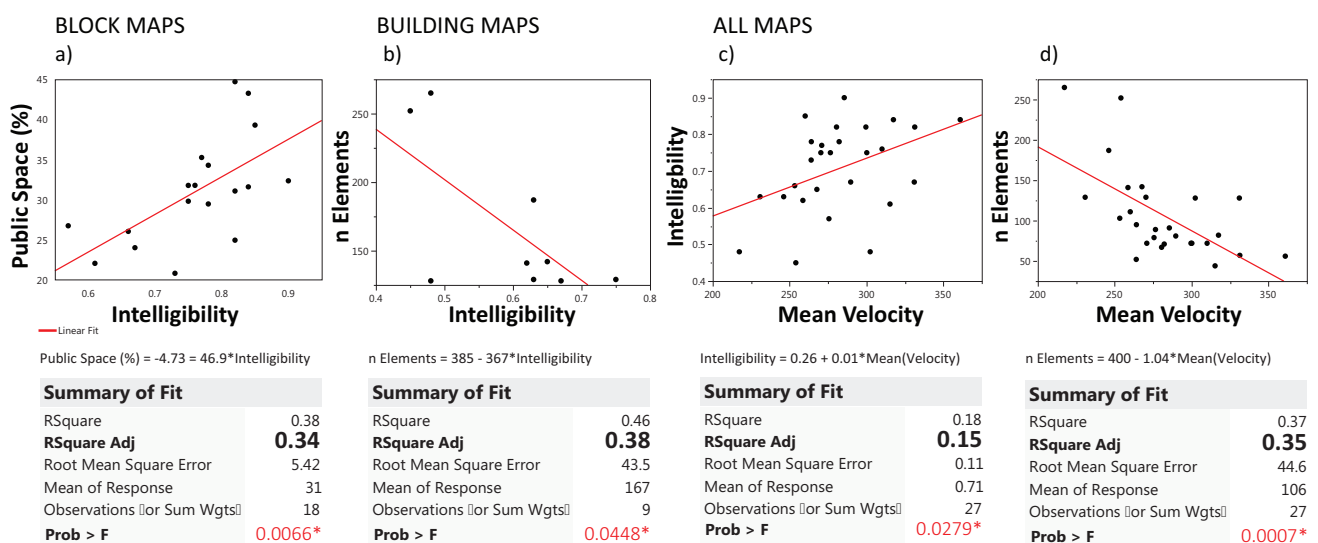 BLOCK MAPS
a)
45
40
35
30
25
20
Public Space (%)
0.6 0.7 0.8 0.9
Intelligibility
Linear Fit
Public Space (%) = -4.73 = 46.9*Intelligibility
Summary of Fit
RSquare 0.38
RSquare Adj 0.34
Root Mean Square Error 5.42
Mean of Response 31
Observations ▯or Sum Wgts▯ 18
Prob > F 0.0066*
BUILDING MAPS
b)
250
200
150
n Elements
0.4 0.5 0.6 0.7 0.8
Intelligibility
n Elements = 385 - 367*Intelligibility
Summary of Fit
RSquare 0.46
RSquare Adj 0.38
Root Mean Square Error 43.5
Mean of Response 167
Observations ▯or Sum Wgts▯ 9
Prob > F 0.0448*
ALL MAPS
c)
0.9
0.8
0.7
0.6
0.5
0.4
Intelligbility
200 250 300 350
Mean Velocity
Intelligibility = 0.26 + 0.01*Mean(Velocity)
Summary of Fit
RSquare 0.18
RSquare Adj 0.15
Root Mean Square Error 0.11
Mean of Response 0.71
Observations ▯or Sum Wgts▯ 27
Prob > F 0.0279*
d)
250
200
150
100
50
n Elements
200 250 300 350
Mean Velocity
n Elements = 400 - 1.04*Mean(Velocity)
Summary of Fit
RSquare 0.37
RSquare Adj 0.35
Root Mean Square Error 44.6
Mean of Response 106
Observations ▯or Sum Wgts▯ 27
Prob > F 0.0007*